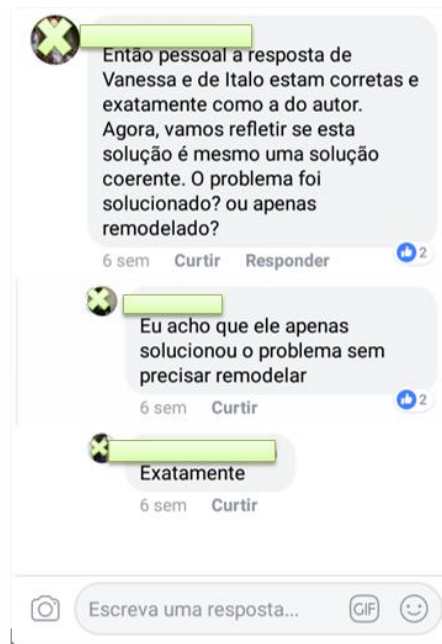 Então pessoal a resposta de
Vanessa e de Italo estam corretas e
exatamente como a do autor.
Agora, vamos refletir se esta
solução é mesmo uma solução
coerente. O problema foi
solucionado? ou apenas
remodelado?
6 sem Curtir Responder 2
Eu acho que ele apenas
solucionou o problema sem
precisar remodelar
6 sem Curtir 2
Exatamente
6 sem Curtir
Escreva uma resposta... GIF